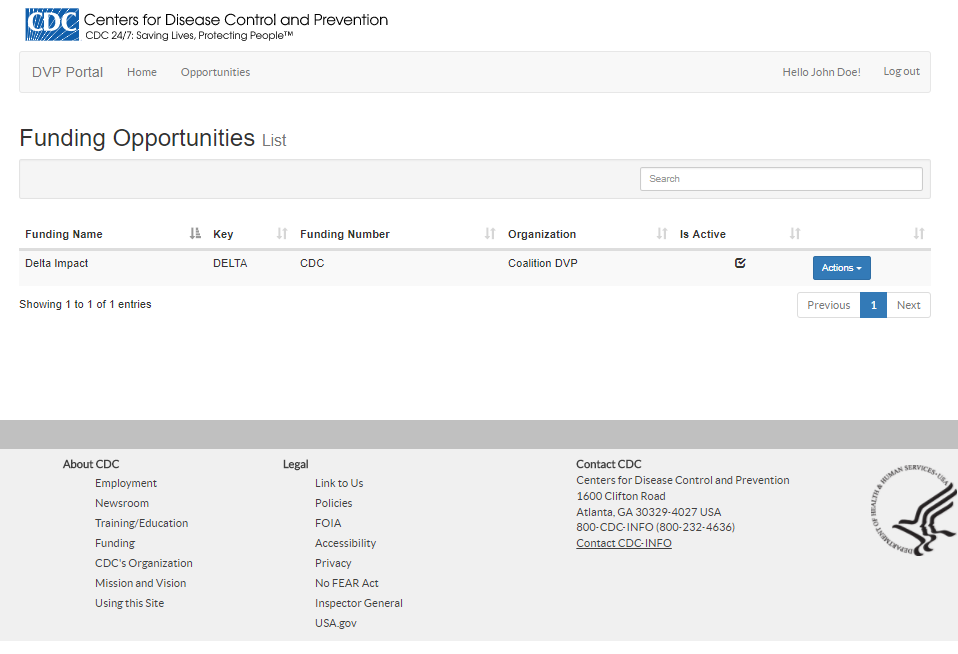 CDC Centers for Disease Control and Prevention
CDC 24/7: Saving Lives, Protecting People™
DVP Portal Home Opportunities Hello John Doe! Log out
Funding Opportunities List
Search
Funding Name Key Funding Number Organization Is Active
Delta Impact DELTA CDC Coalition DVP Actions
Showing 1 to 1 of 1 entries Previous 1 Next
About CDC
Employment
Newsroom
Training/Education
Funding
CDC's Organization
Mission and Vision
Using this Site
Legal
Link to Us
Policies
FOIA
Accessibility
Privacy
No FEAR Act
Inspector General
USA.gov
Contact CDC
Centers for Disease Control and Prevention
1600 Clifton Road
Atlanta, GA 30329-4027 USA
800-CDC-INFO (800-232-4636)
Contact CDC-INFO
DEPARTMENT OF HEALTH & HUMAN SERVICES·USA